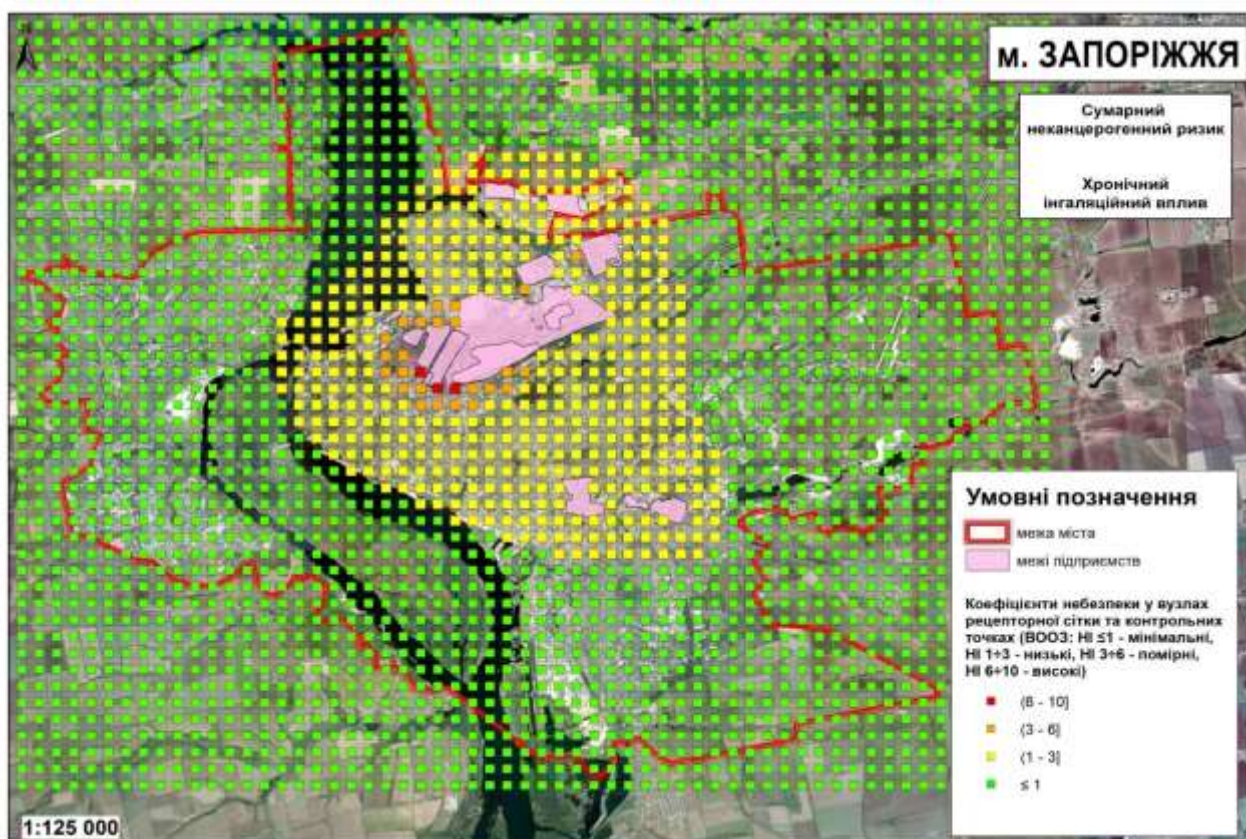 м. ЗАПОРІЖЖЯ
Сумарний
неканцерогенний ризик
Хронічний
інгаляційний вплив
Умовні позначення
межа міста
межі підприємств
Коефіцієнти небезпеки у вузлах
рецепторної сітки та контрольних
точках (ВООЗ: HI ≤1 - мінімальні,
HI 1÷3 - низькі, HI 3÷6 - помірні,
HI 6÷10 - високі)
(6 - 10]
(3 - 6]
(1 - 3]
≤ 1
1:125 000